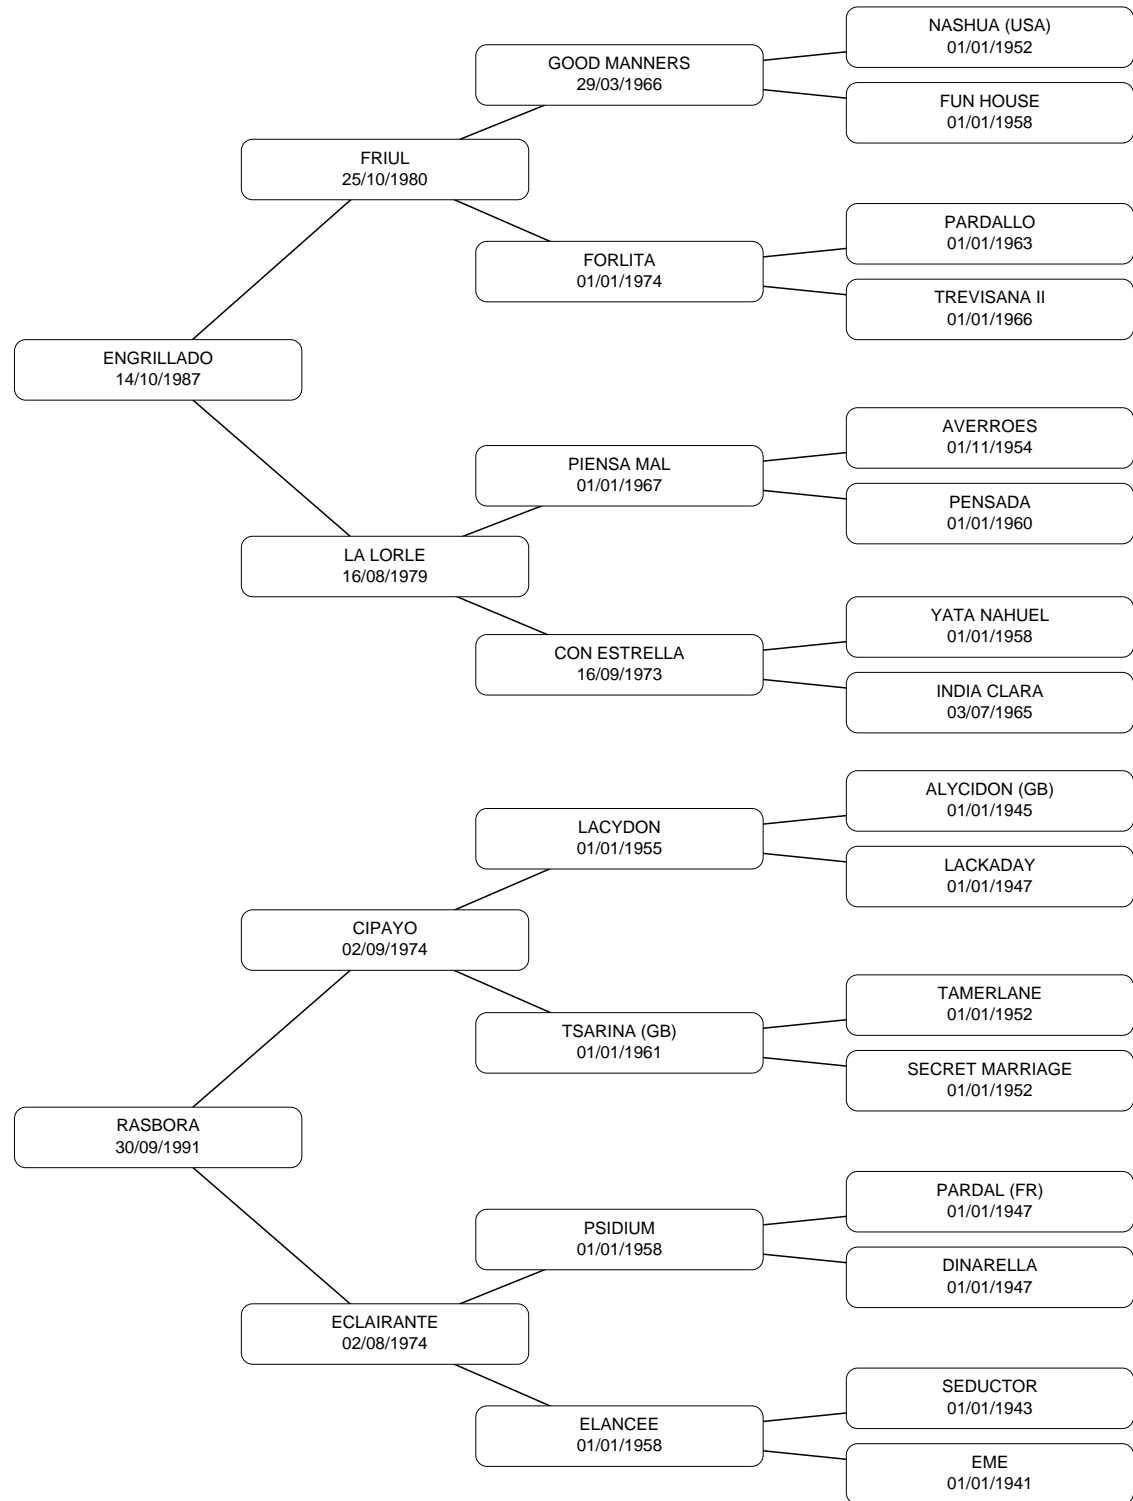 NASHUA (USA)
01/01/1952
GOOD MANNERS
29/03/1966
FUN HOUSE
01/01/1958
FRIUL
25/10/1980
PARDALLO
01/01/1963
FORLITA
01/01/1974
TREVISANA II
01/01/1966
ENGRILLADO
14/10/1987
AVERROES
01/11/1954
PIENSA MAL
01/01/1967
PENSADA
01/01/1960
LA LORLE
16/08/1979
YATA NAHUEL
01/01/1958
CON ESTRELLA
16/09/1973
INDIA CLARA
03/07/1965
ALYCIDON (GB)
01/01/1945
LACYDON
01/01/1955
LACKADAY
01/01/1947
CIPAYO
02/09/1974
TAMERLANE
01/01/1952
TSARINA (GB)
01/01/1961
SECRET MARRIAGE
01/01/1952
RASBORA
30/09/1991
PARDAL (FR)
01/01/1947
PSIDIUM
01/01/1958
DINARELLA
01/01/1947
ECLAIRANTE
02/08/1974
SEDUCTOR
01/01/1943
ELANCEE
01/01/1958
EME
01/01/1941